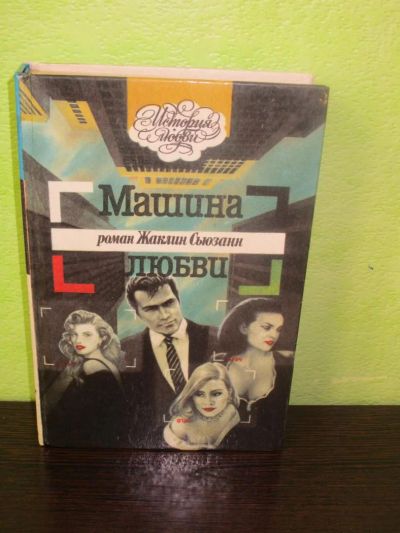 История
любви
Машина
роман Жаклин Сьюзанн
ЛЮБВИ